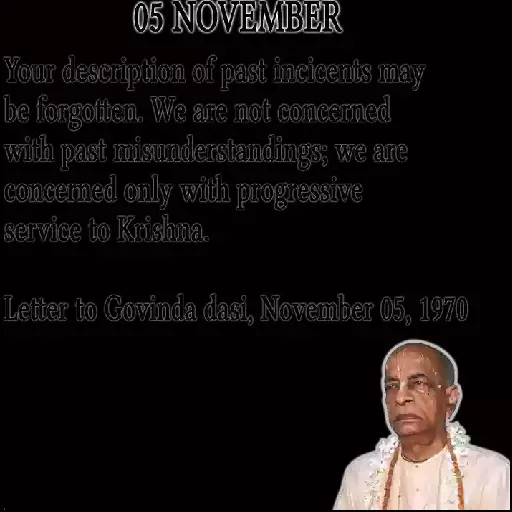 05 NOVEMBER
Your description of past incicents may
be forgotten. We are not concerned
with past misunderstandings; we are
concerned only with progressive
service to Krishna.
Letter to Govinda dasi, November 05, 1970